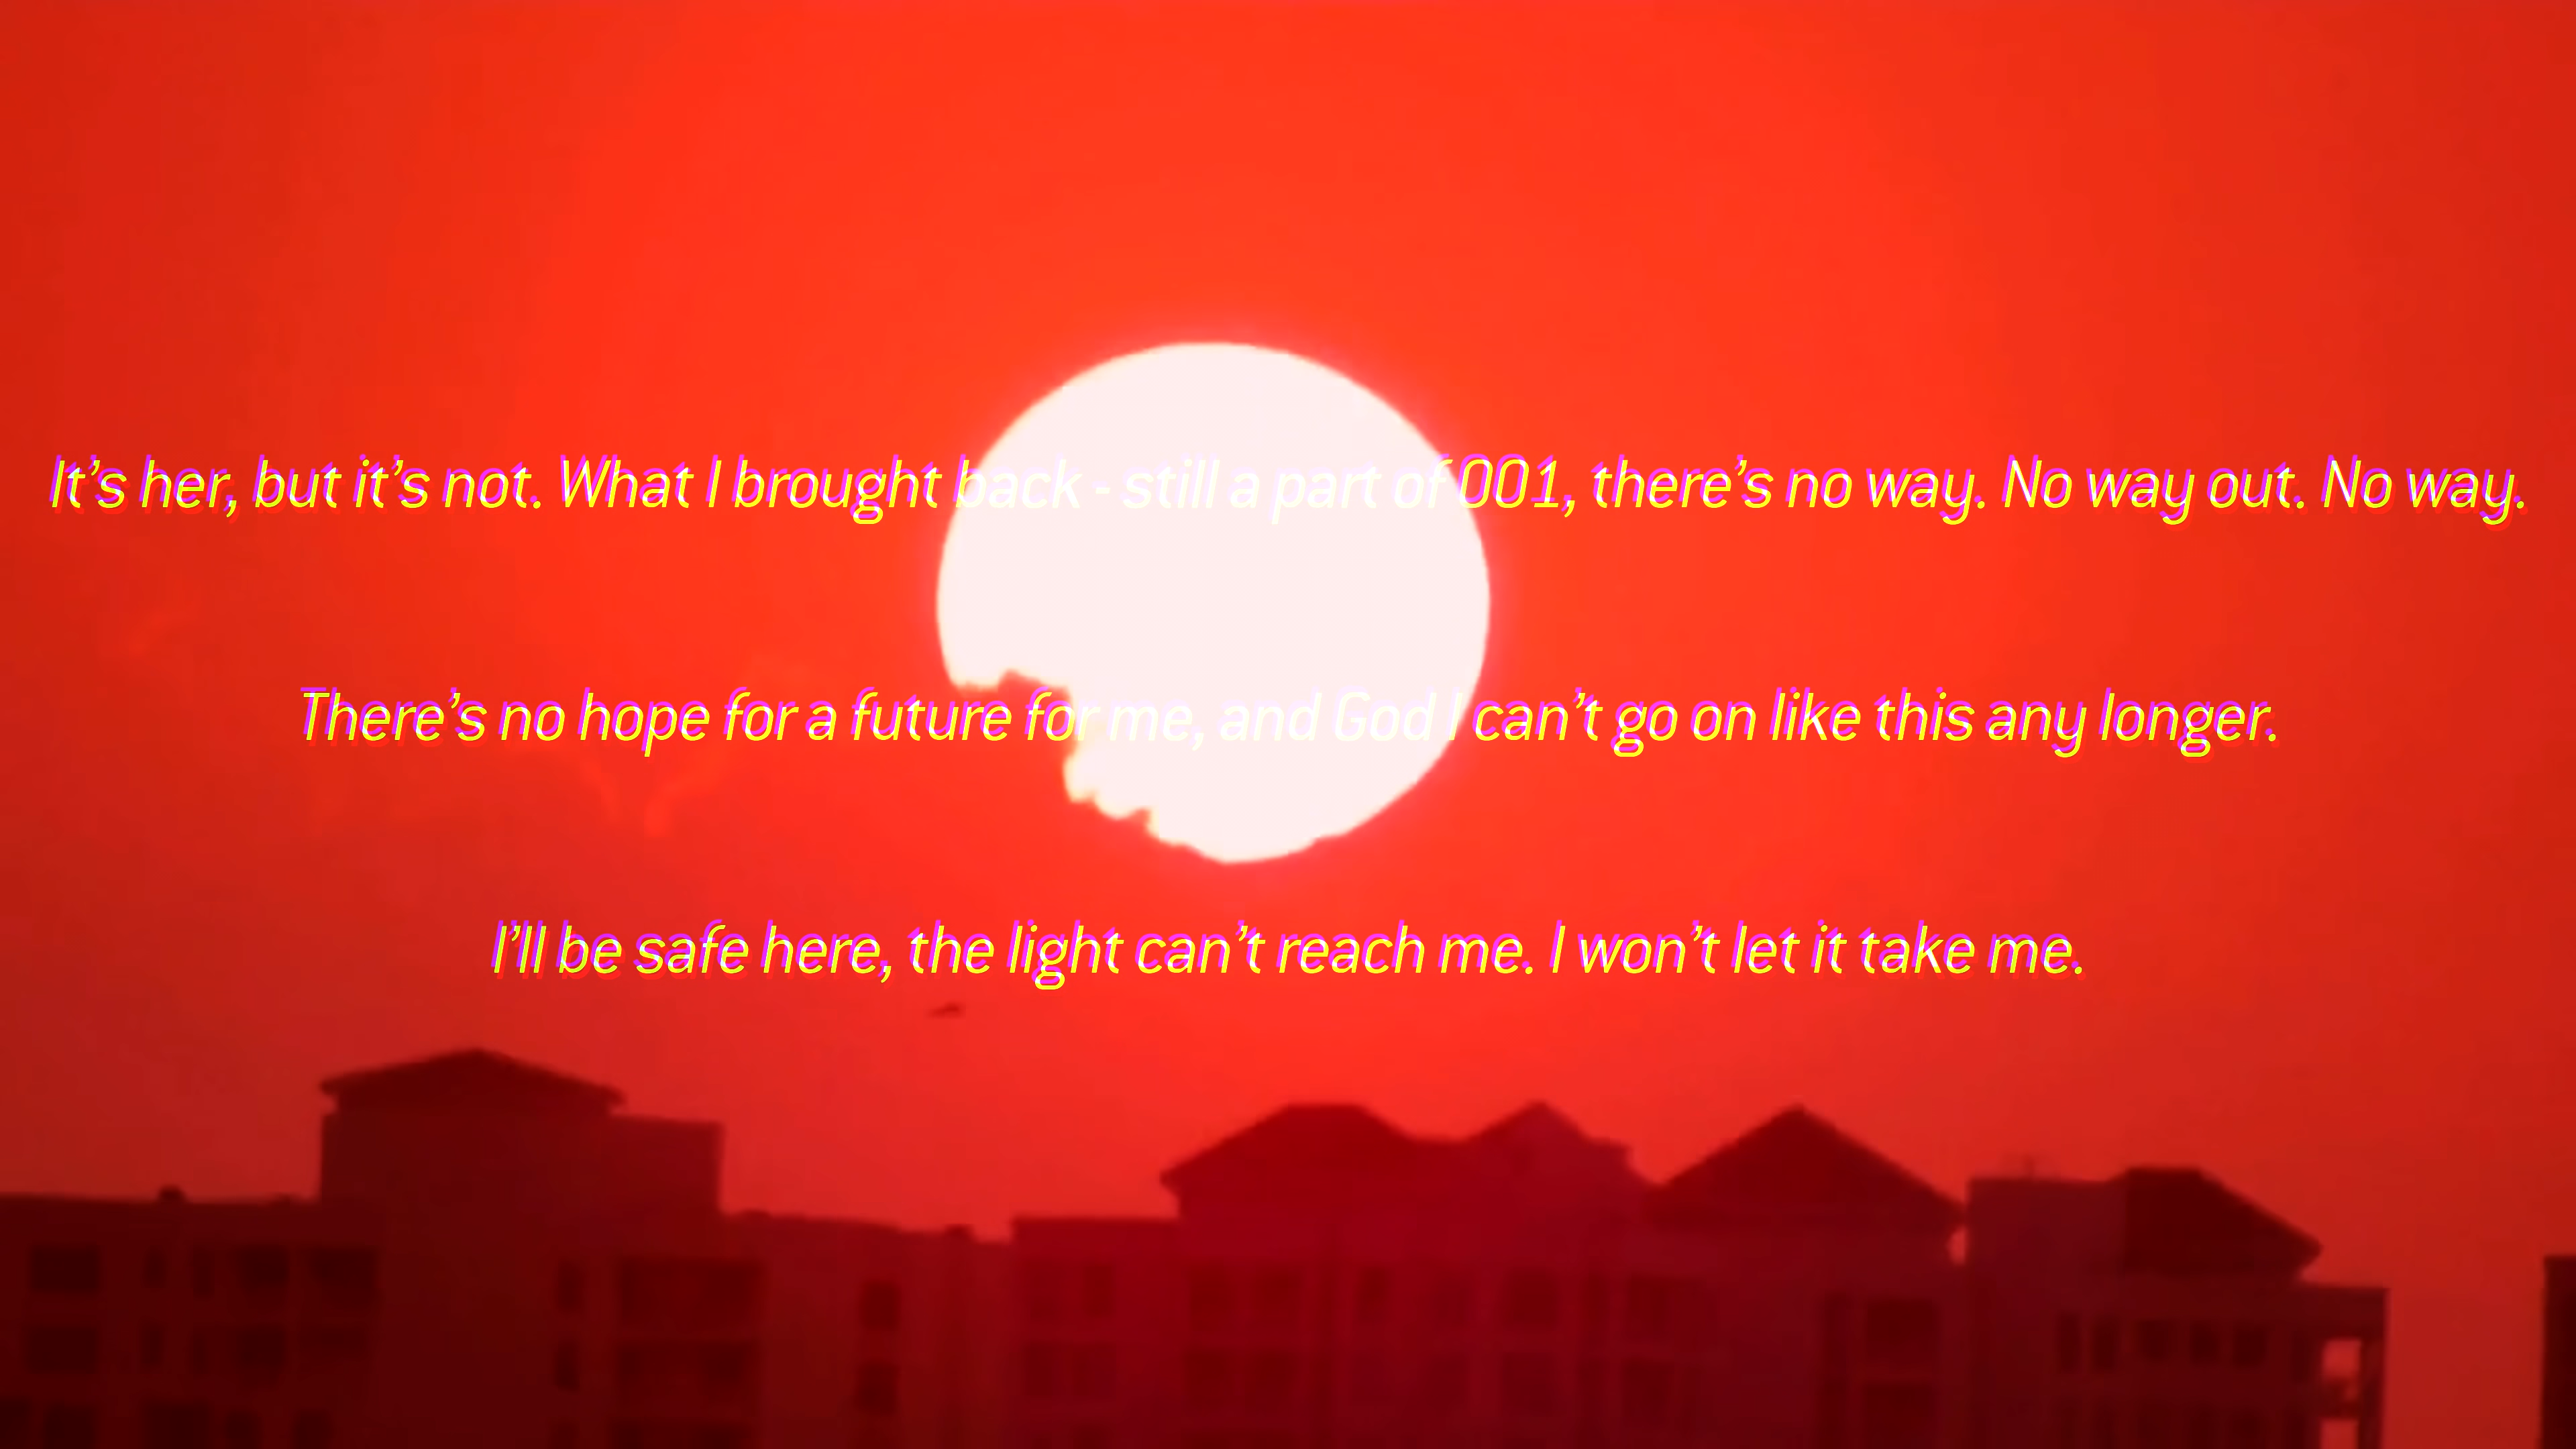 It’s her, but it’s not. What I brought back - still a part of 001, there’s no way. No way out. No way.
There’s no hope for a future for me, and God I can’t go on like this any longer.
I’ll be safe here, the light can’t reach me. I won’t let it take me.